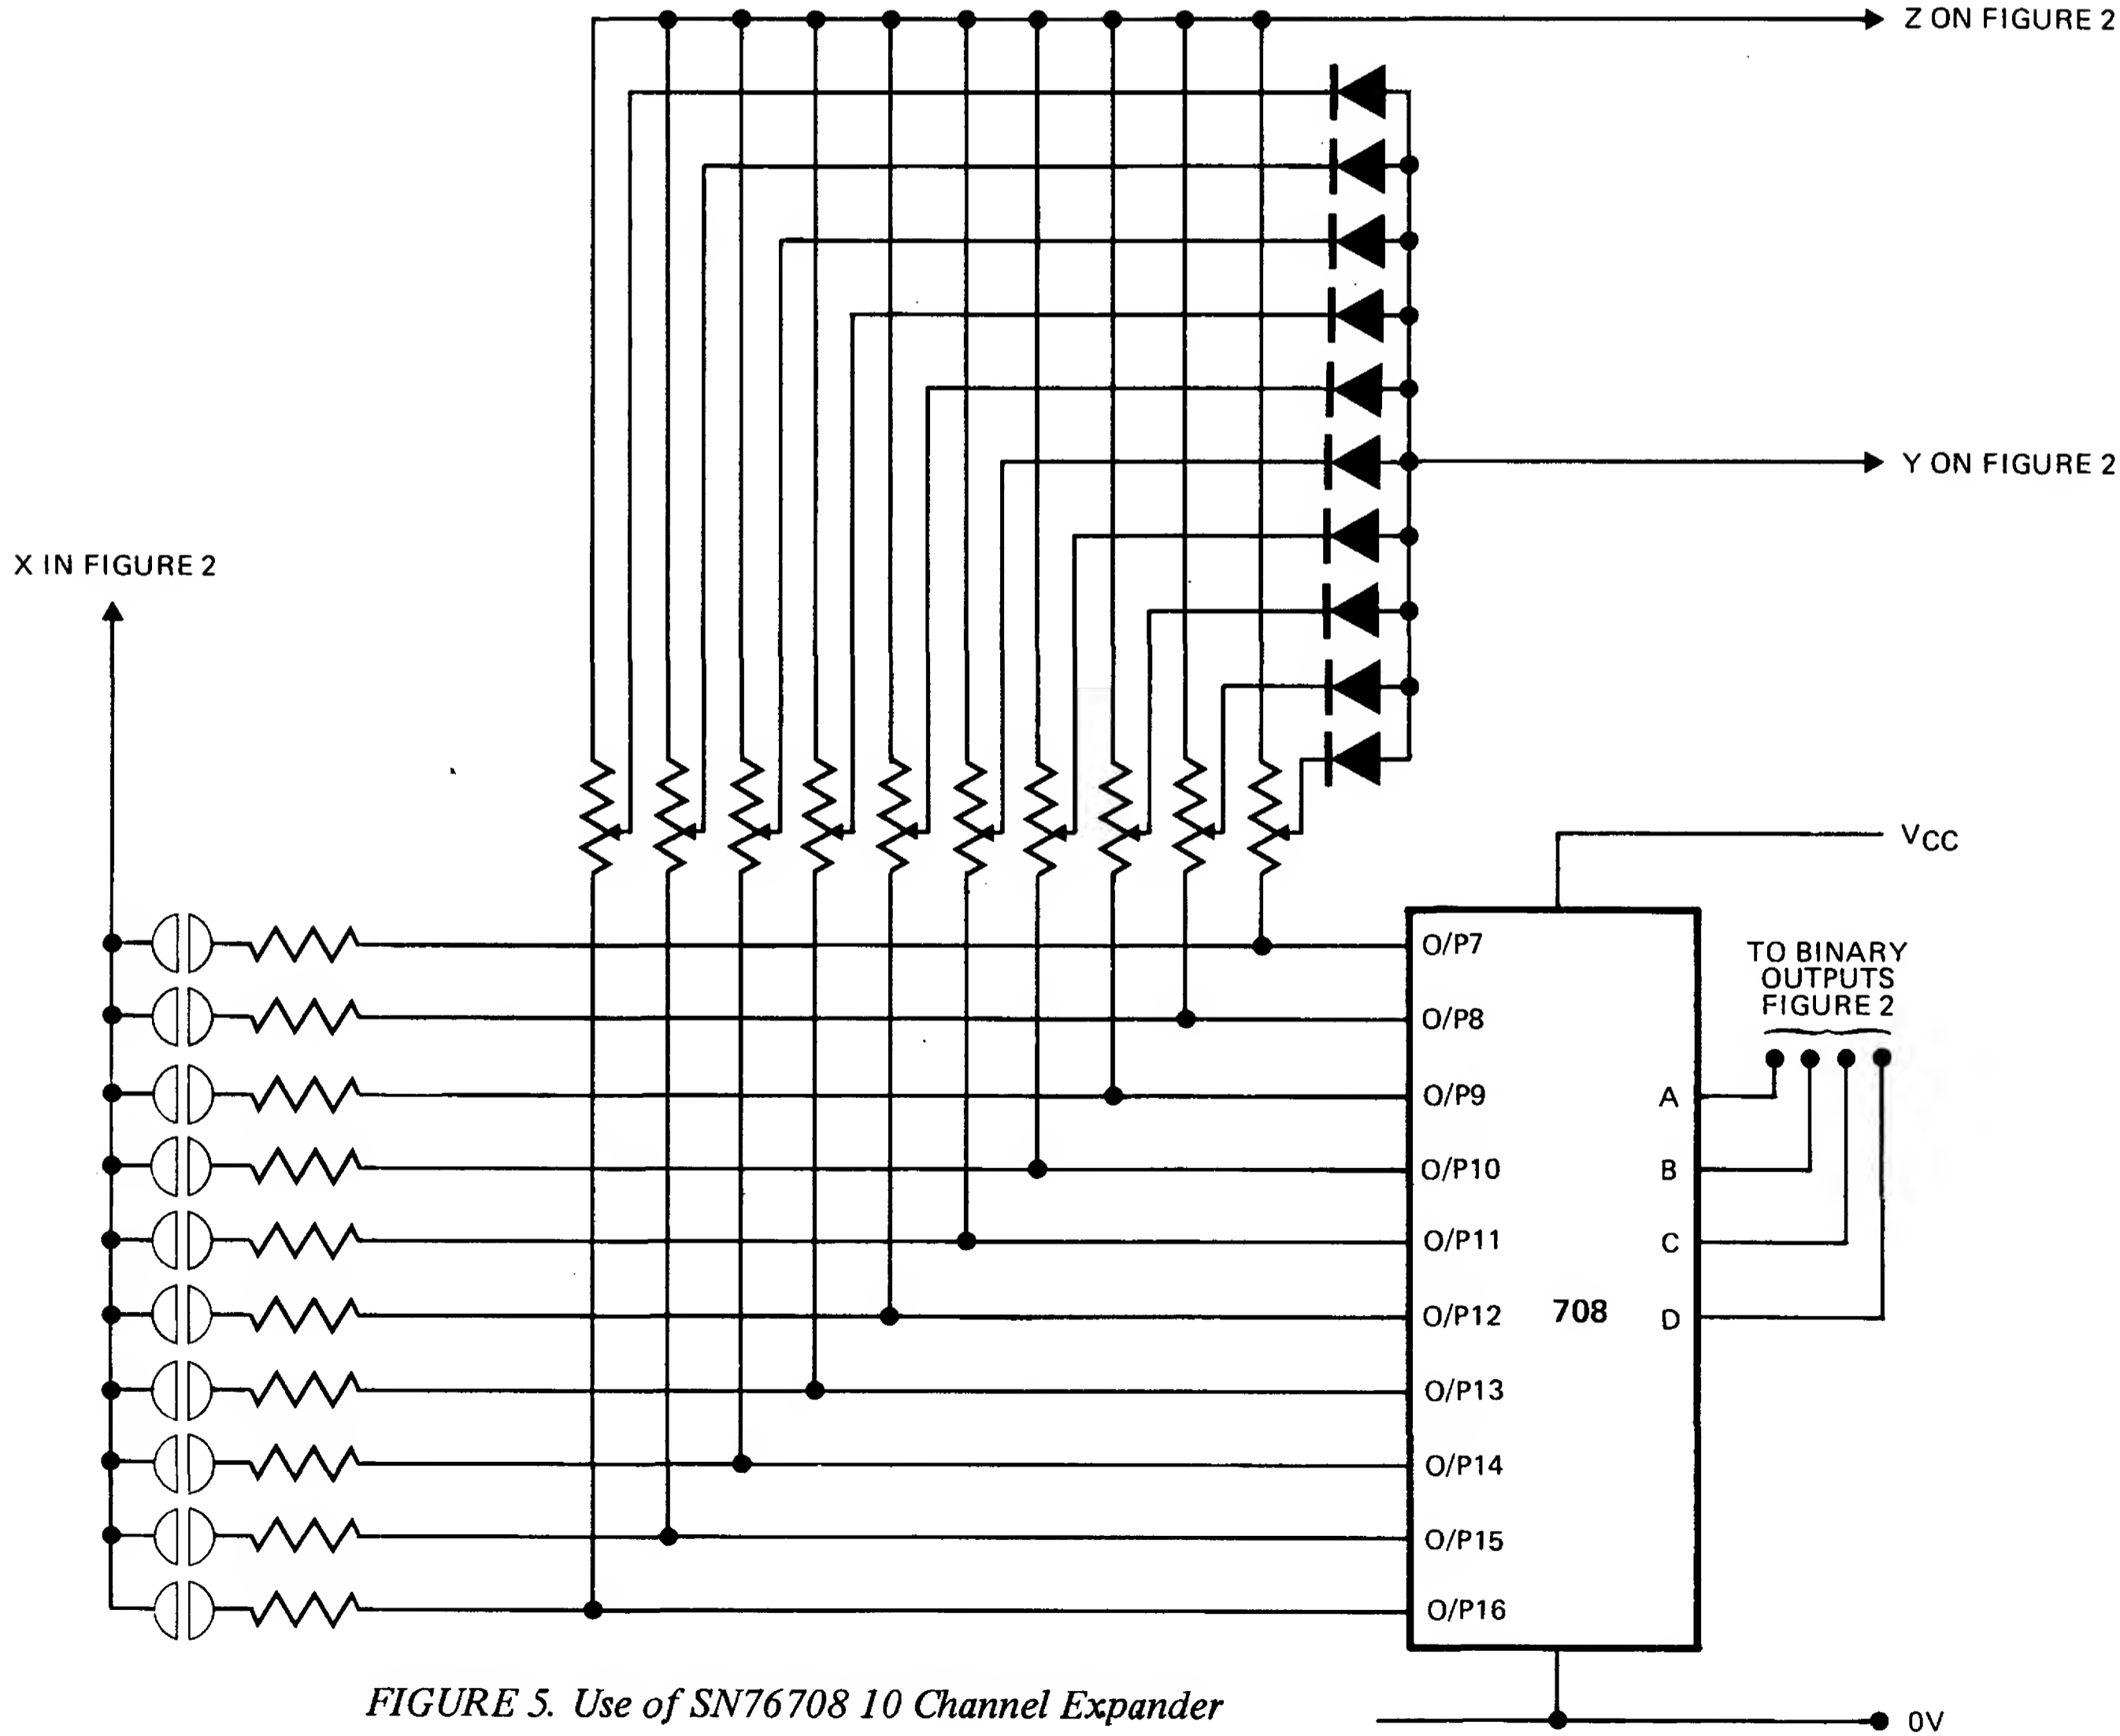 Z ON FIGURE 2
Y ON FIGURE 2
X IN FIGURE 2
VCC
O/P7
TO BINARY
OUTPUTS
FIGURE 2
O/P8
O/P9
A
O/P10
B
O/P11
C
O/P12
708
D
O/P13
O/P14
O/P15
O/P16
FIGURE 5. Use of SN76708 10 Channel Expander
0V